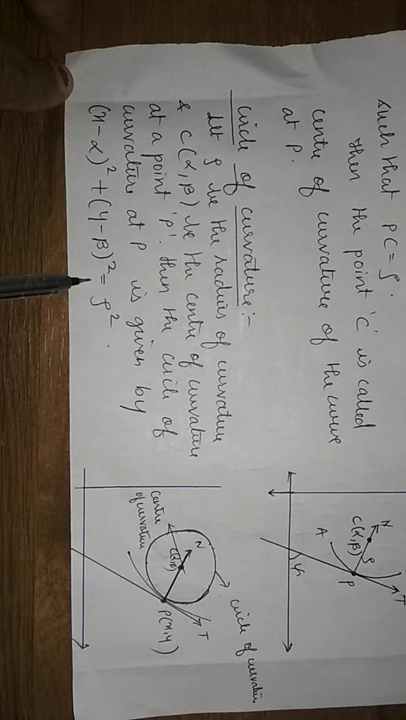 such that PC = ρ.
then the point 'C' is called
centre of curvature of the curve
at P.
circle of curvature:-
let ρ be the radius of curvature
& C(α, β) be the centre of curvature
at a point 'P'. then the circle of
curvature at P is given by
(x-α)² + (y-β)² = ρ².
N
C(α,β)
ρ
A
P
T
ψ
circle of curvature
N
C(α,β)
T
P(x,y)
centre
of curvature